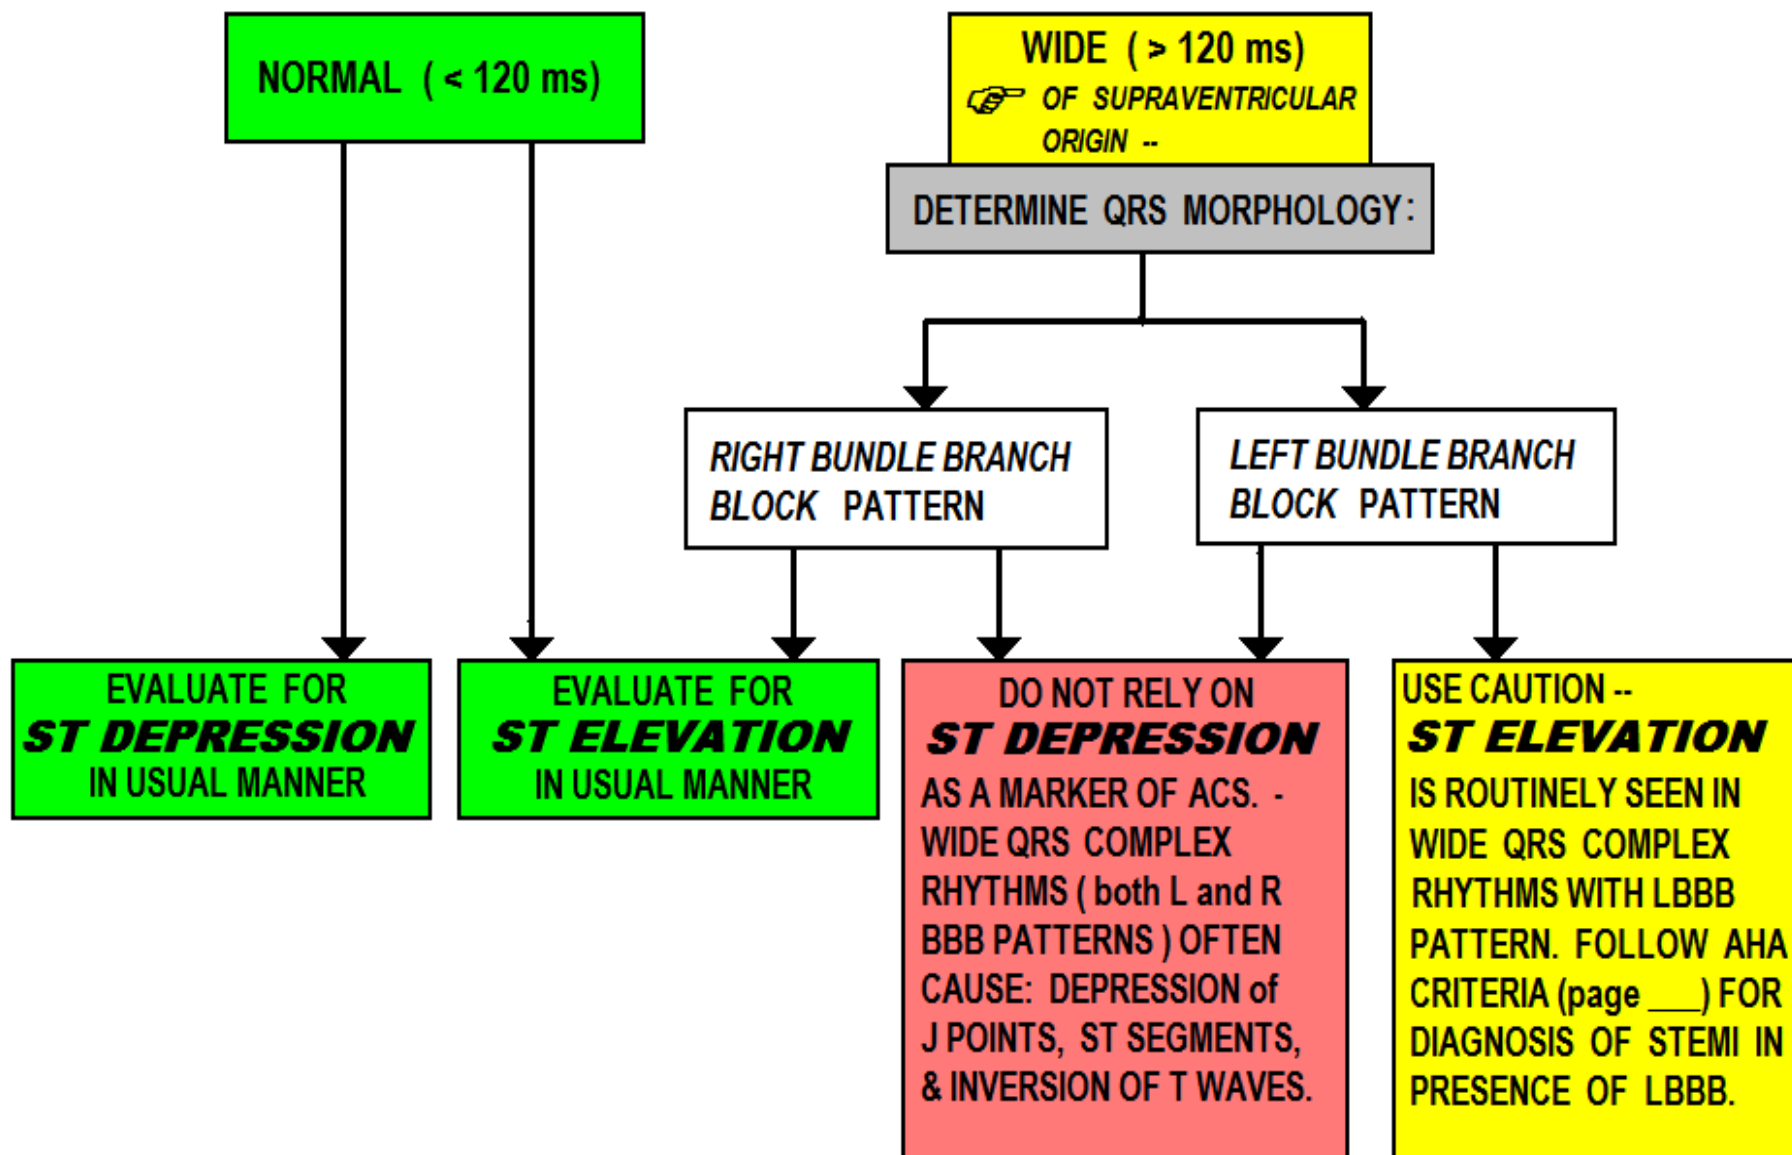 NORMAL ( < 120 ms)
WIDE ( > 120 ms)
☞ OF SUPRAVENTRICULAR
ORIGIN --
DETERMINE QRS MORPHOLOGY:
RIGHT BUNDLE BRANCH
BLOCK PATTERN
LEFT BUNDLE BRANCH
BLOCK PATTERN
EVALUATE FOR
ST DEPRESSION
IN USUAL MANNER
EVALUATE FOR
ST ELEVATION
IN USUAL MANNER
DO NOT RELY ON
ST DEPRESSION
AS A MARKER OF ACS. -
WIDE QRS COMPLEX
RHYTHMS ( both L and R
BBB PATTERNS ) OFTEN
CAUSE: DEPRESSION of
J POINTS, ST SEGMENTS,
& INVERSION OF T WAVES.
USE CAUTION --
ST ELEVATION
IS ROUTINELY SEEN IN
WIDE QRS COMPLEX
RHYTHMS WITH LBBB
PATTERN. FOLLOW AHA
CRITERIA (page ___) FOR
DIAGNOSIS OF STEMI IN
PRESENCE OF LBBB.